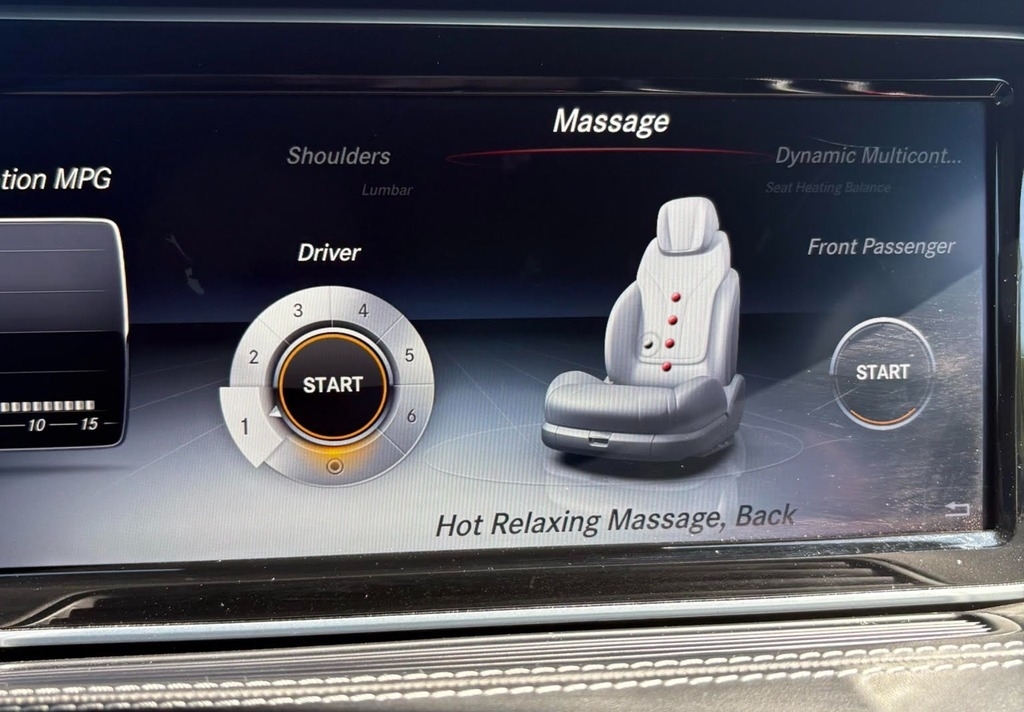 Massage
Shoulders
Dynamic Multicont...
tion MPG
Lumbar
Seat Heating Balance
Driver
Front Passenger
3
4
2
5
START
START
1
6
10
15
Hot Relaxing Massage, Back